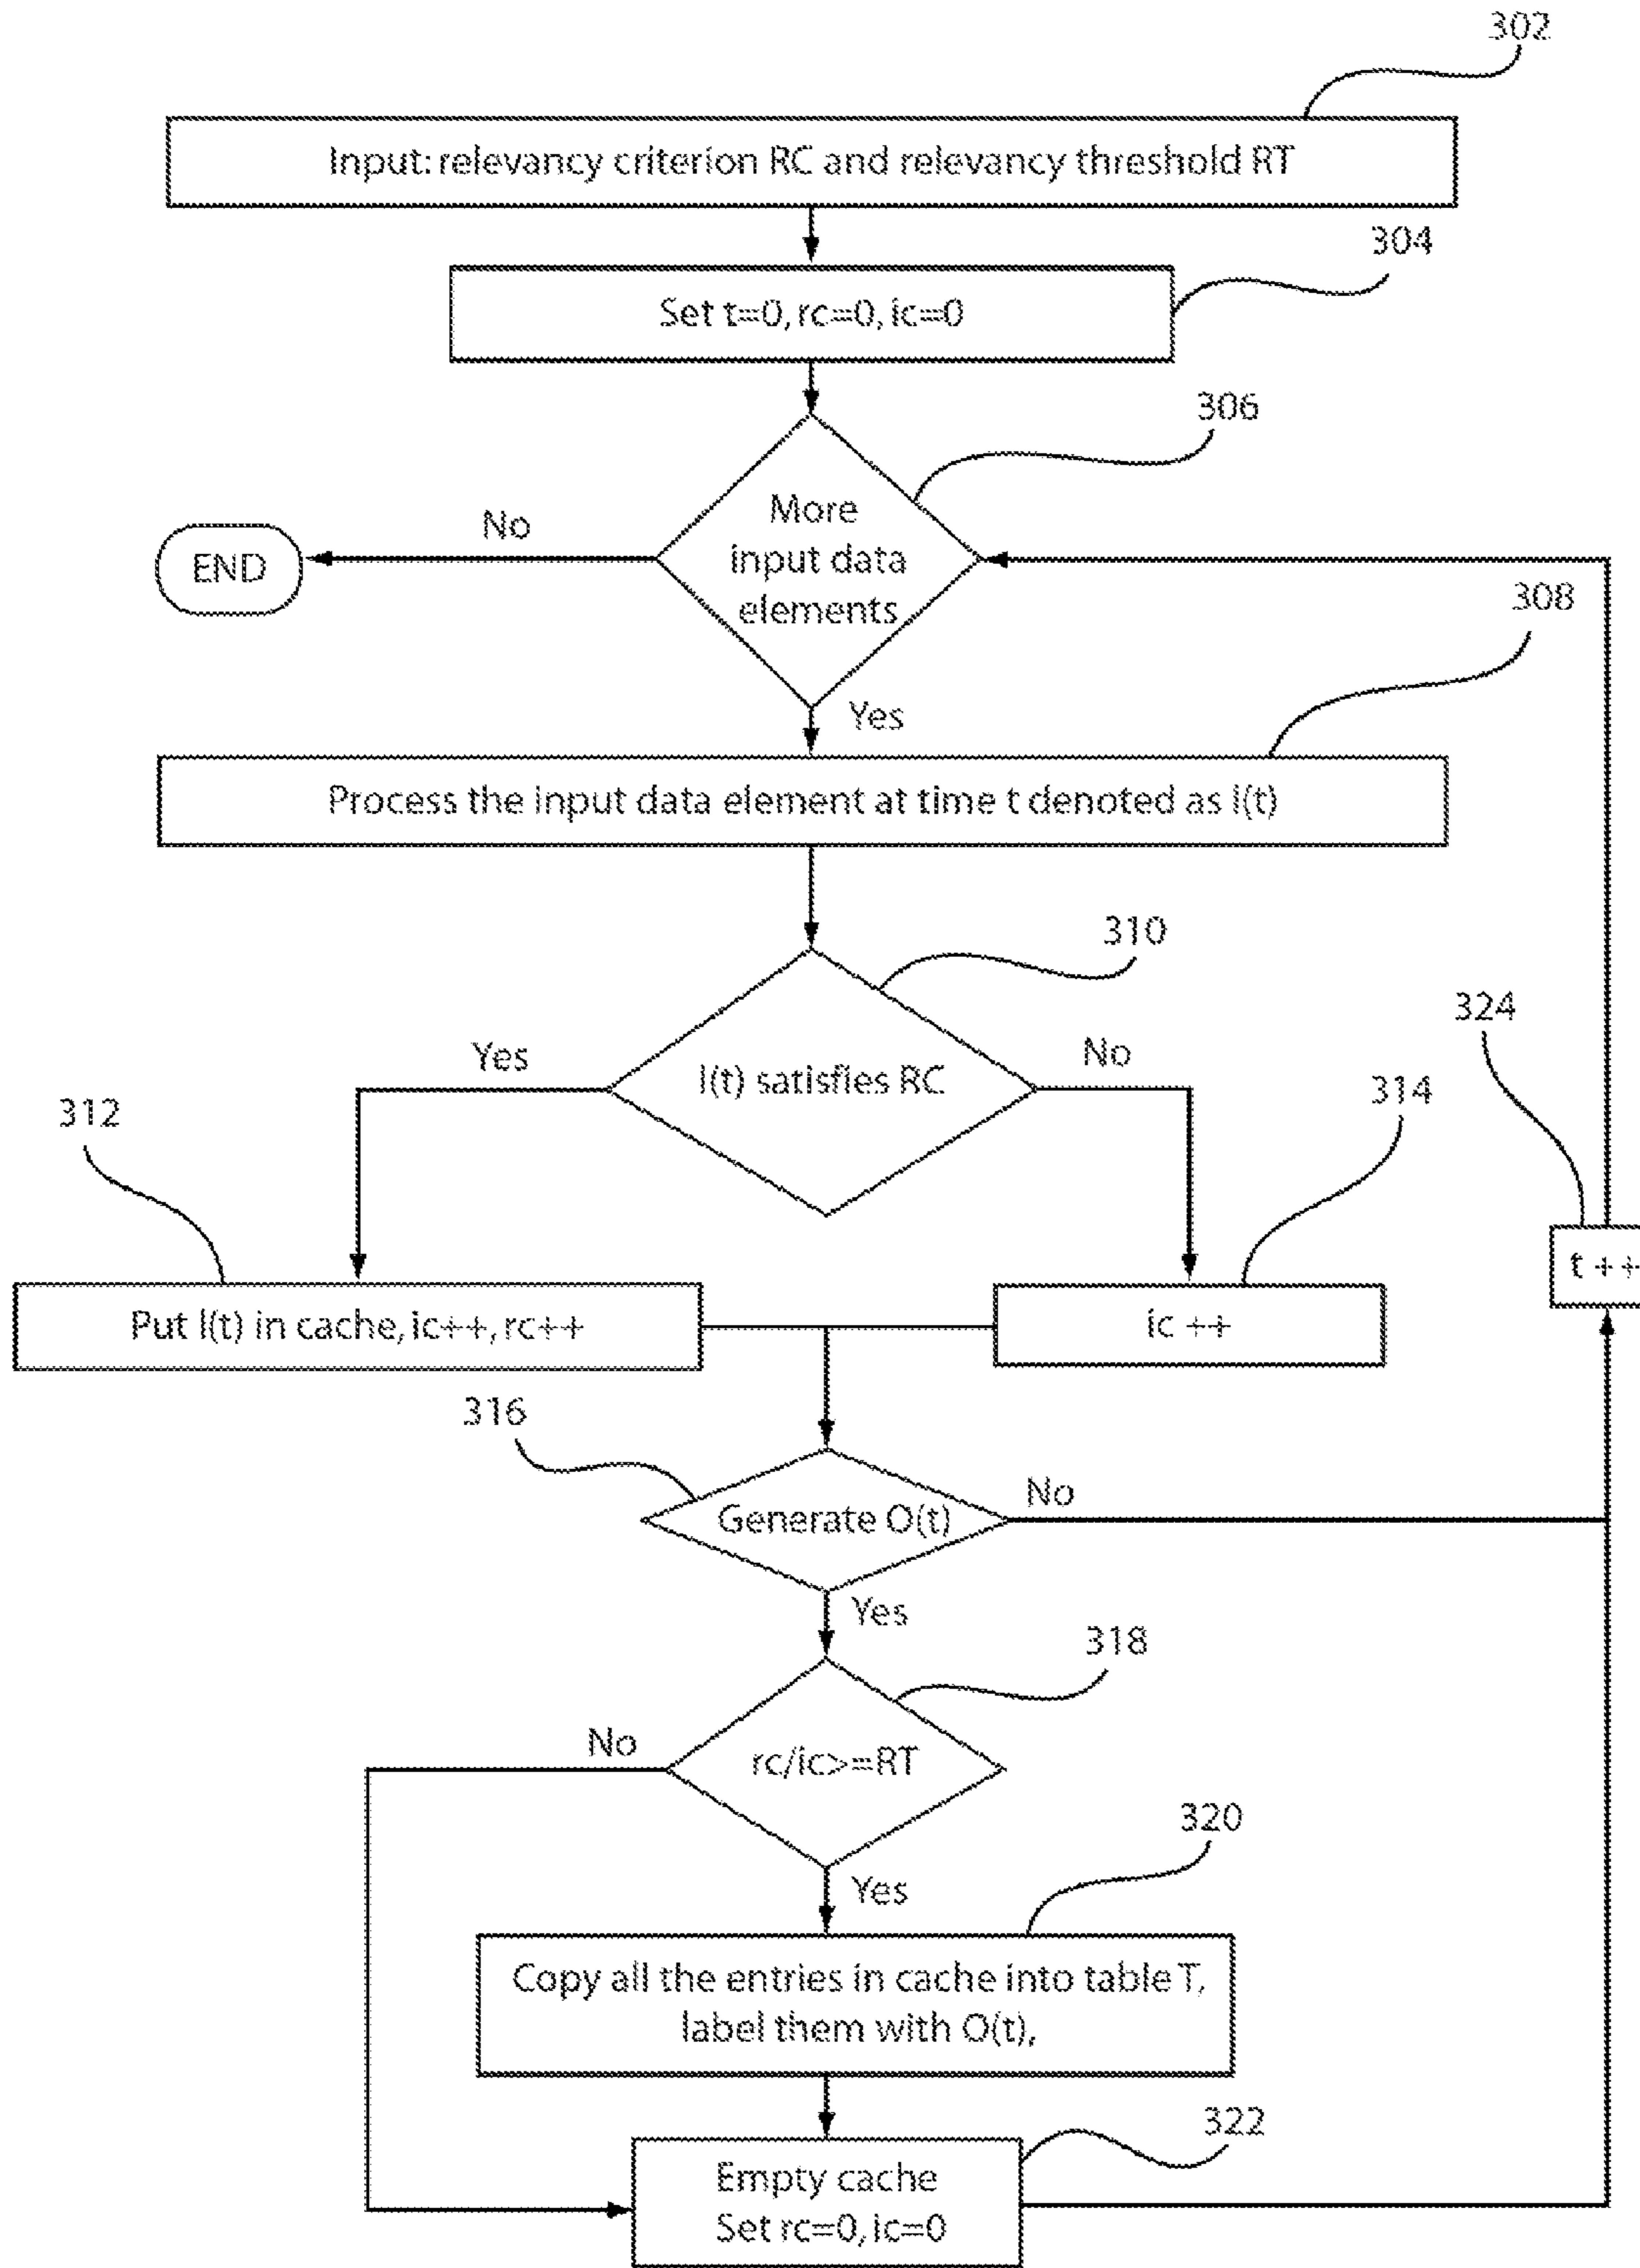 302
Input: relevancy criterion RC and relevancy threshold RT
304
Set t=0, rc=0, ic=0
306
More
input data
elements
No
END
308
Yes
Process the input data element at time t denoted as I(t)
310
324
I(t) satisfies RC
Yes
No
312
314
t ++
Put I(t) in cache, ic++, rc++
ic ++
316
Generate O(t)
No
Yes
318
No
rc/ic>=RT
320
Yes
Copy all the entries in cache into table T,
label them with O(t),
322
Empty cache
Set rc=0, ic=0